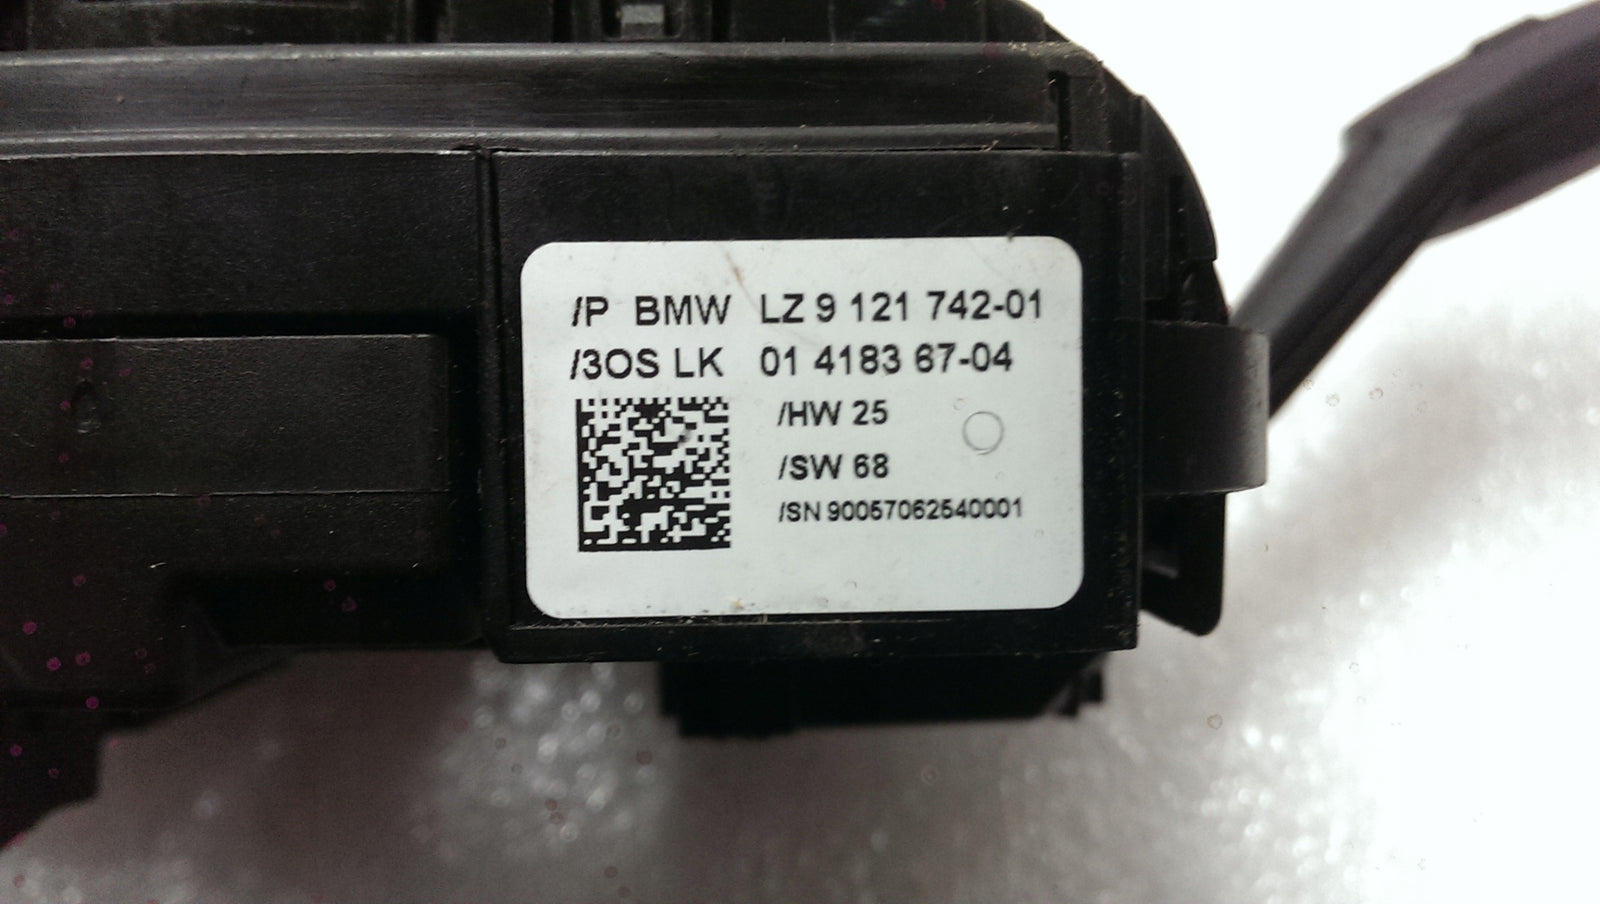 /P BMW LZ 9 121 742-01
/3OS LK 01 4183 67-04
/HW 25
/SW 68
/SN 90057062540001